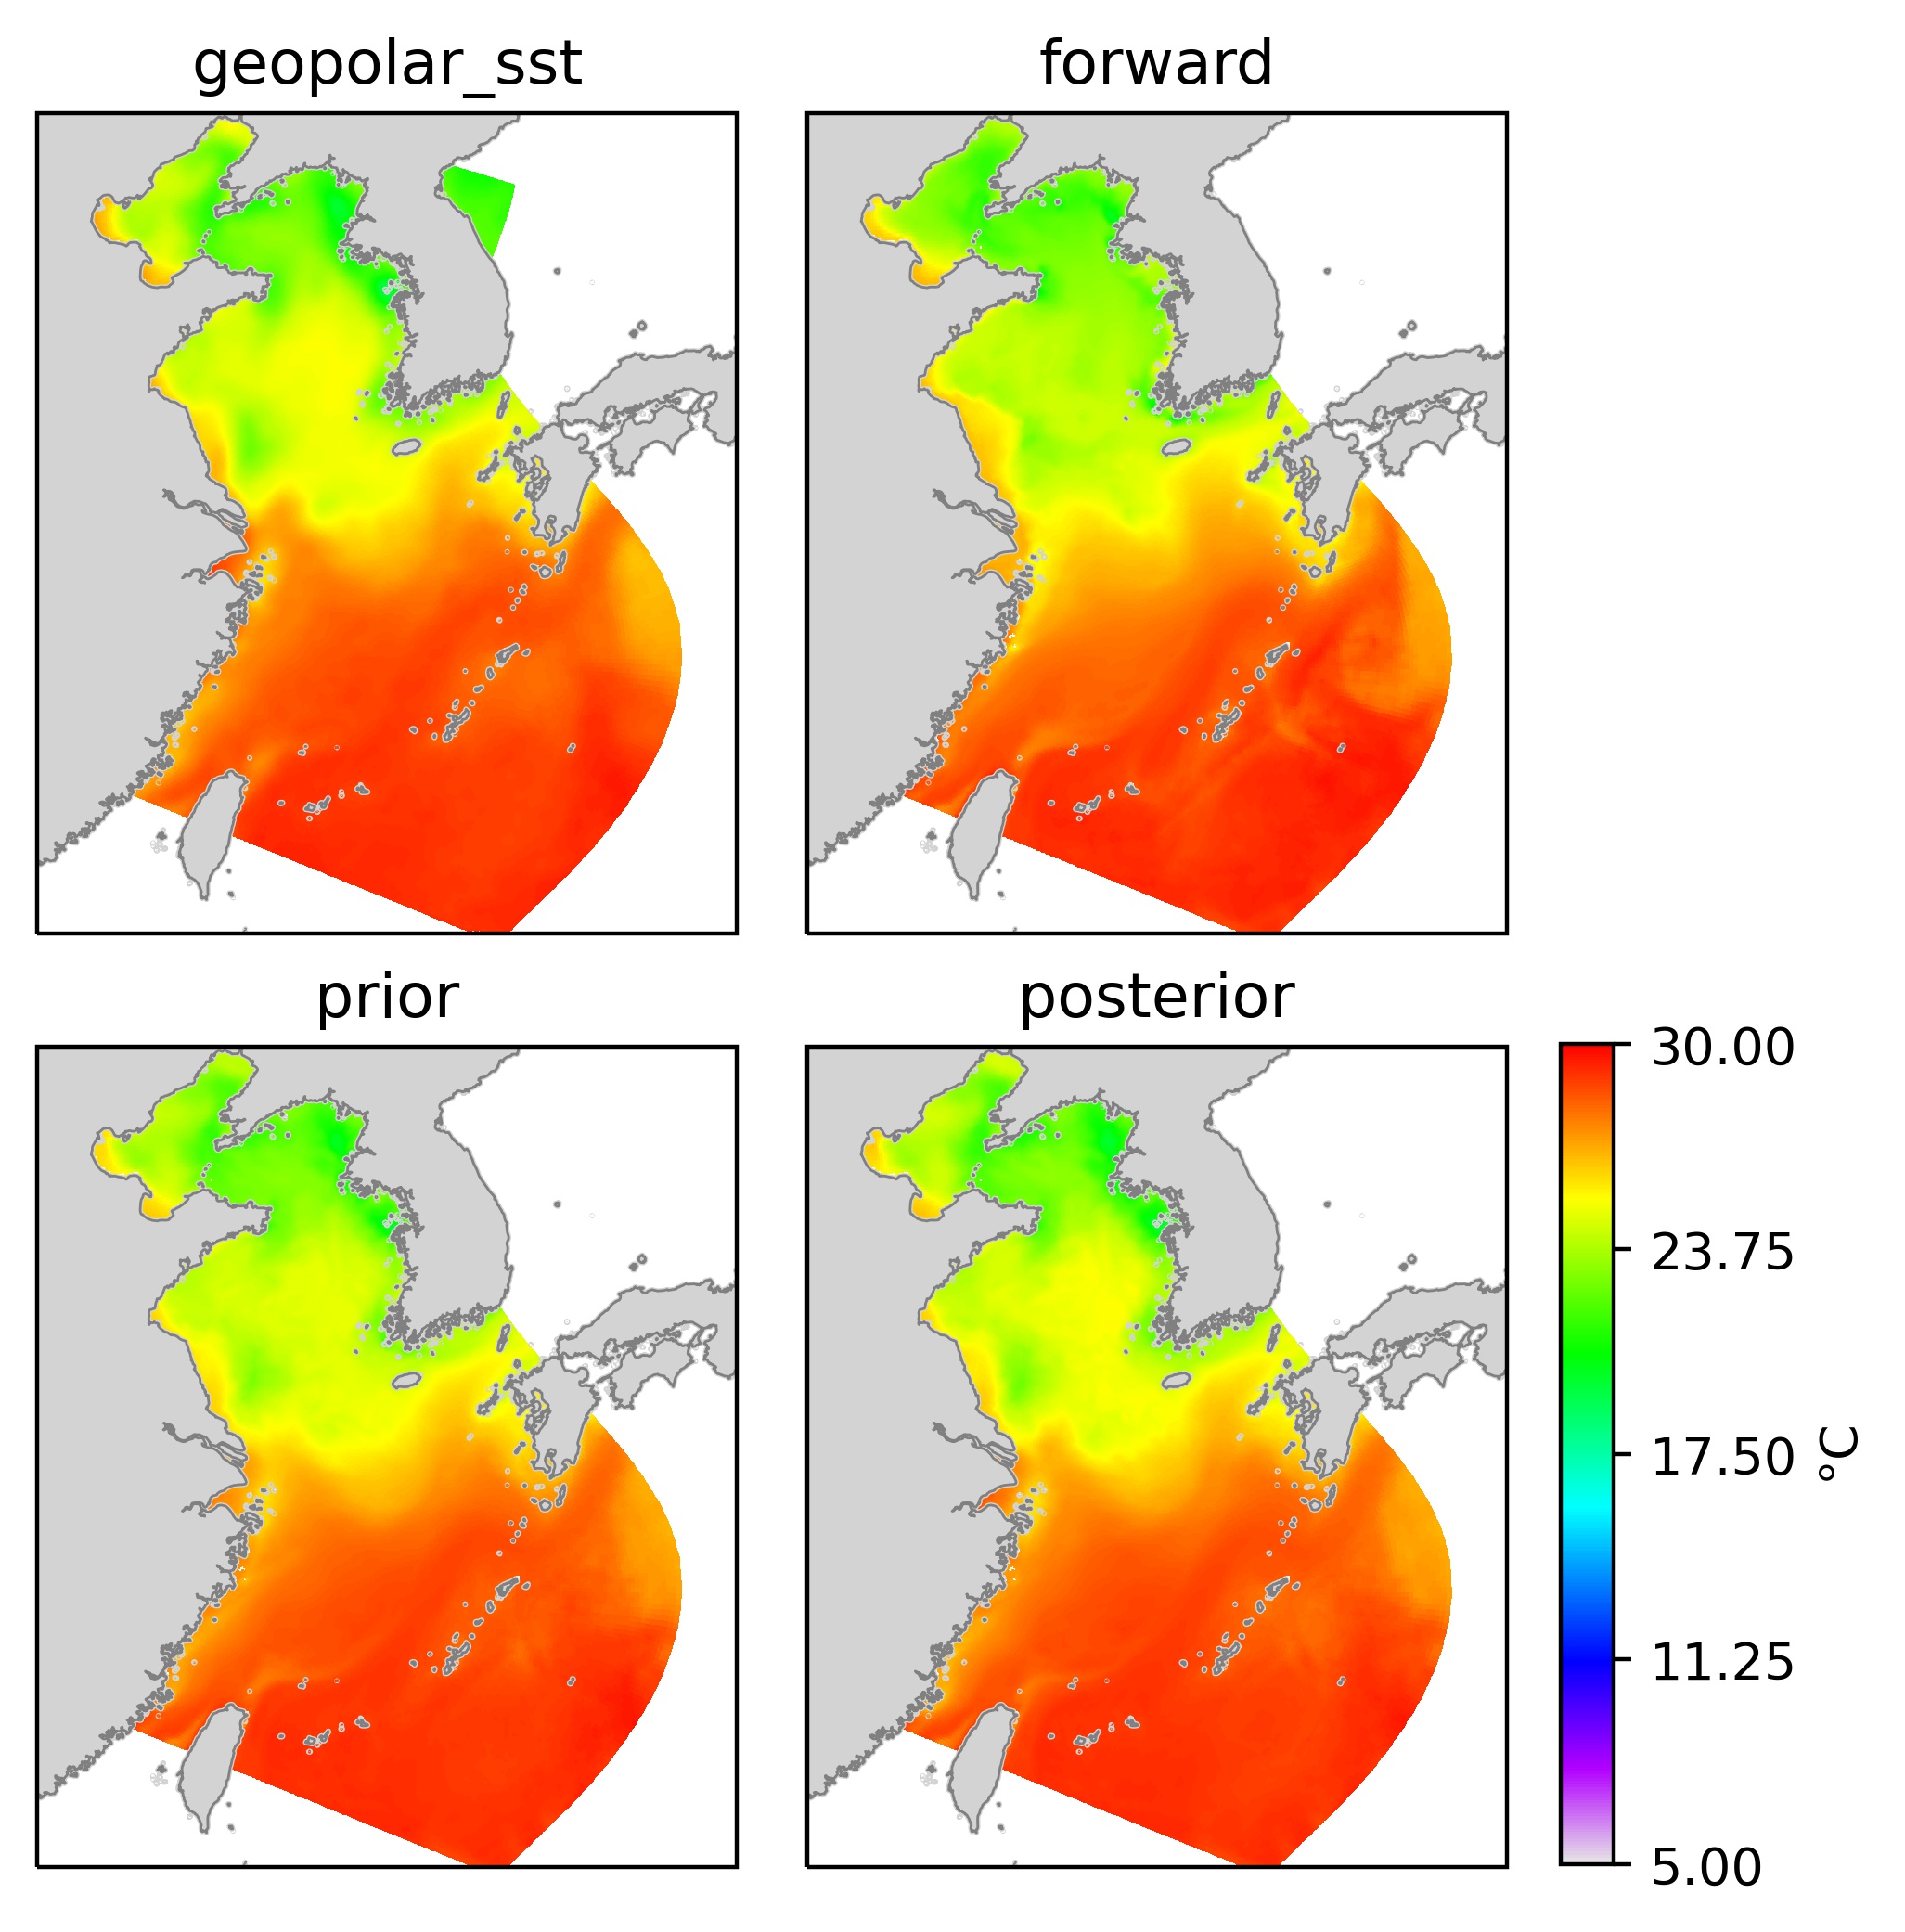 geopolar_sst
forward
prior
posterior
30.00
23.75
17.50
11.25
5.00
°C